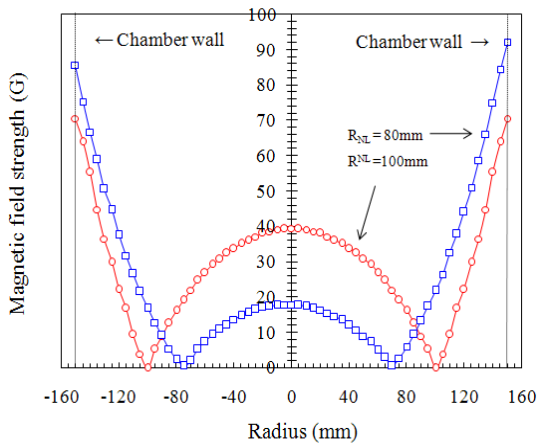 100
90
80
70
60
50
40
30
20
10
0
Magnetic field strength (G)
← Chamber wall
Chamber wall →
RNL = 80mm
R^NL =100mm
-160 -120 -80 -40 0 40 80 120 160
Radius (mm)